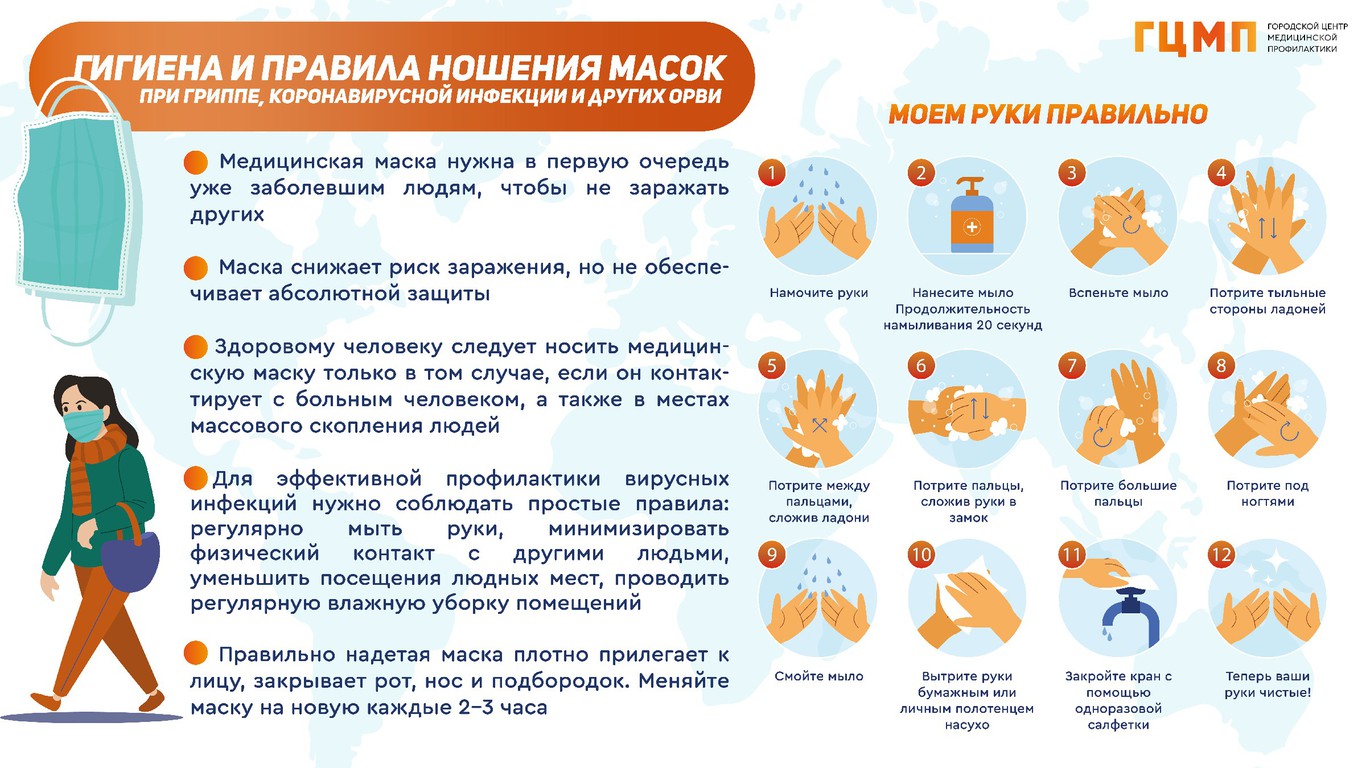 ГИГИЕНА И ПРАВИЛА НОШЕНИЯ МАСОК
ПРИ ГРИППЕ, КОРОНАВИРУСНОЙ ИНФЕКЦИИ И ДРУГИХ ОРВИ
Медицинская маска нужна в первую очередь
уже заболевшим людям, чтобы не заражать
других
Маска снижает риск заражения, но не обеспе-
чивает абсолютной защиты
Здоровому человеку следует носить медицин-
скую маску только в том случае, если он контак-
тирует с больным человеком, а также в местах
массового скопления людей
Для эффективной профилактики вирусных
инфекций нужно соблюдать простые правила:
регулярно мыть руки, минимизировать
физический контакт с другими людьми,
уменьшить посещения людных мест, проводить
регулярную влажную уборку помещений
Правильно надетая маска плотно прилегает к
лицу, закрывает рот, нос и подбородок. Меняйте
маску на новую каждые 2-3 часа
ГЦМП
ГОРОДСКОЙ ЦЕНТР
МЕДИЦИНСКОЙ
ПРОФИЛАКТИКИ
МОЕМ РУКИ ПРАВИЛЬНО
1
Намочите руки
2
Нанесите мыло
Продолжительность
намыливания 20 секунд
3
Вспеньте мыло
4
Потрите тыльные
стороны ладоней
5
Потрите между
пальцами,
сложив ладони
6
Потрите пальцы,
сложив руки в
замок
7
Потрите большие
пальцы
8
Потрите под
ногтями
9
Смойте мыло
10
Вытрите руки
бумажным или
личным полотенцем
насухо
11
Закройте кран с
помощью
одноразовой
салфетки
12
Теперь ваши
руки чистые!